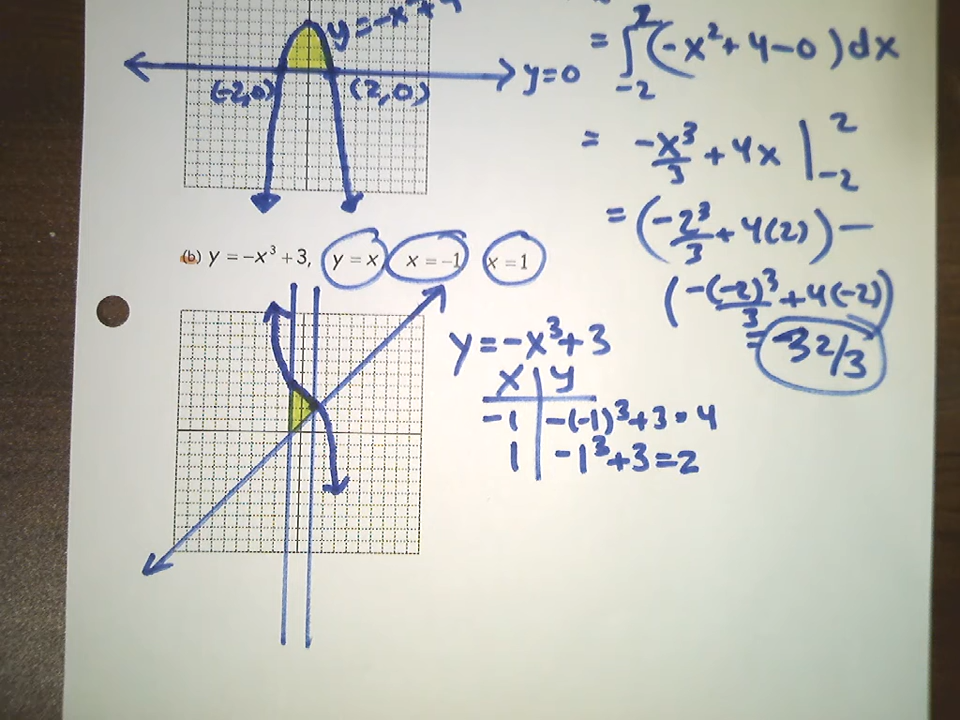 y=-x²+4
= ∫₋₂² (-x²+4-0)dx
(-2,0) (2,0) y=0
= -x³/3 + 4x |₋₂²
= (-2³/3 + 4(2)) -
(-(-2)³/3 + 4(-2))
= 32/3
(b) y = -x³ + 3, y = x, x = -1, x = 1
y=-x³+3
x | y
-1 | -(-1)³+3=4
1 | -1³+3=2